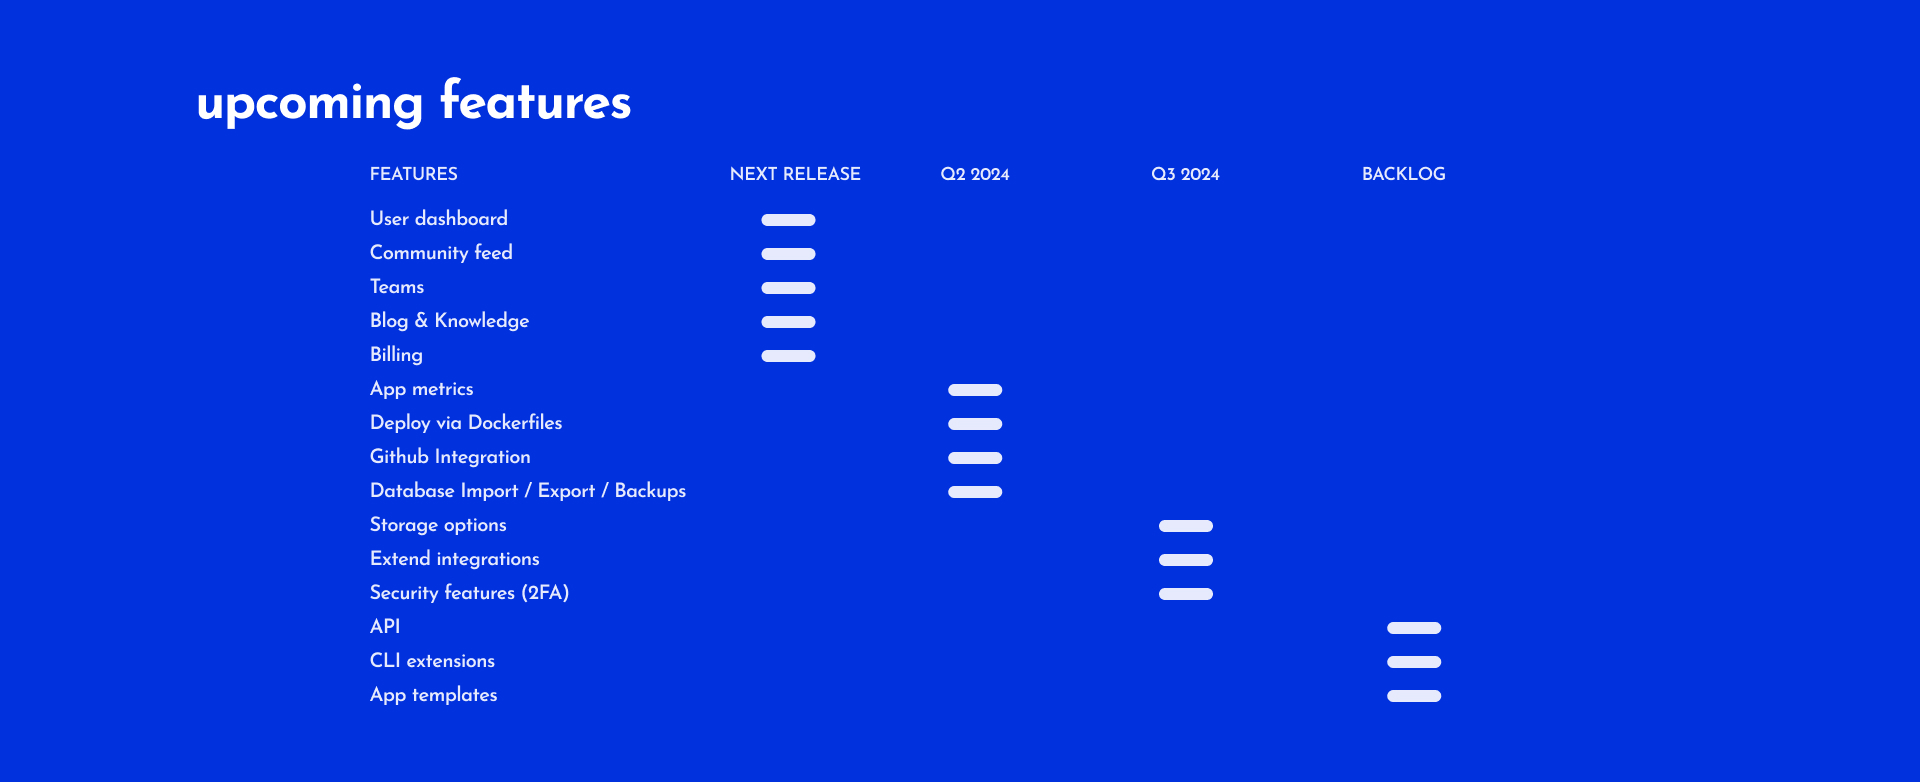 upcoming features
FEATURES NEXT RELEASE Q2 2024 Q3 2024 BACKLOG
User dashboard
Community feed
Teams
Blog & Knowledge
Billing
App metrics
Deploy via Dockerfiles
Github Integration
Database Import / Export / Backups
Storage options
Extend integrations
Security features (2FA)
API
CLI extensions
App templates